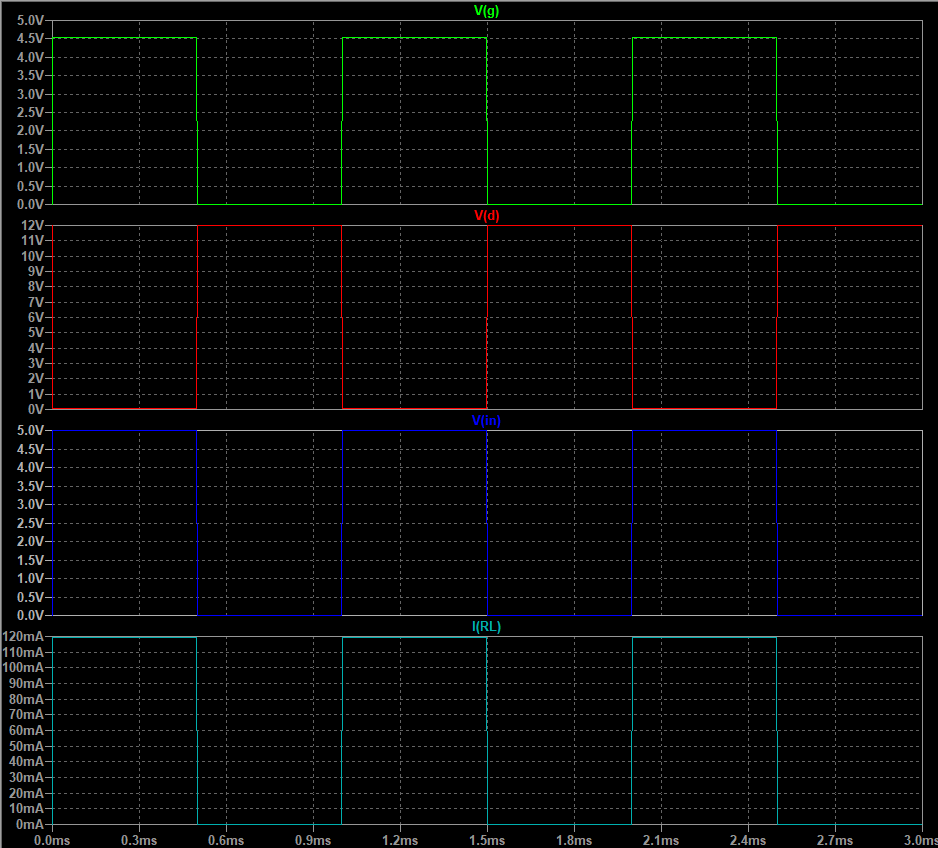 V(g)
5.0V
4.5V
4.0V
3.5V
3.0V
2.5V
2.0V
1.5V
1.0V
0.5V
0.0V
V(d)
12V
11V
10V
9V
8V
7V
6V
5V
4V
3V
2V
1V
0V
V(in)
5.0V
4.5V
4.0V
3.5V
3.0V
2.5V
2.0V
1.5V
1.0V
0.5V
0.0V
I(RL)
120mA
110mA
100mA
90mA
80mA
70mA
60mA
50mA
40mA
30mA
20mA
10mA
0mA
0.0ms 0.3ms 0.6ms 0.9ms 1.2ms 1.5ms 1.8ms 2.1ms 2.4ms 2.7ms 3.0ms